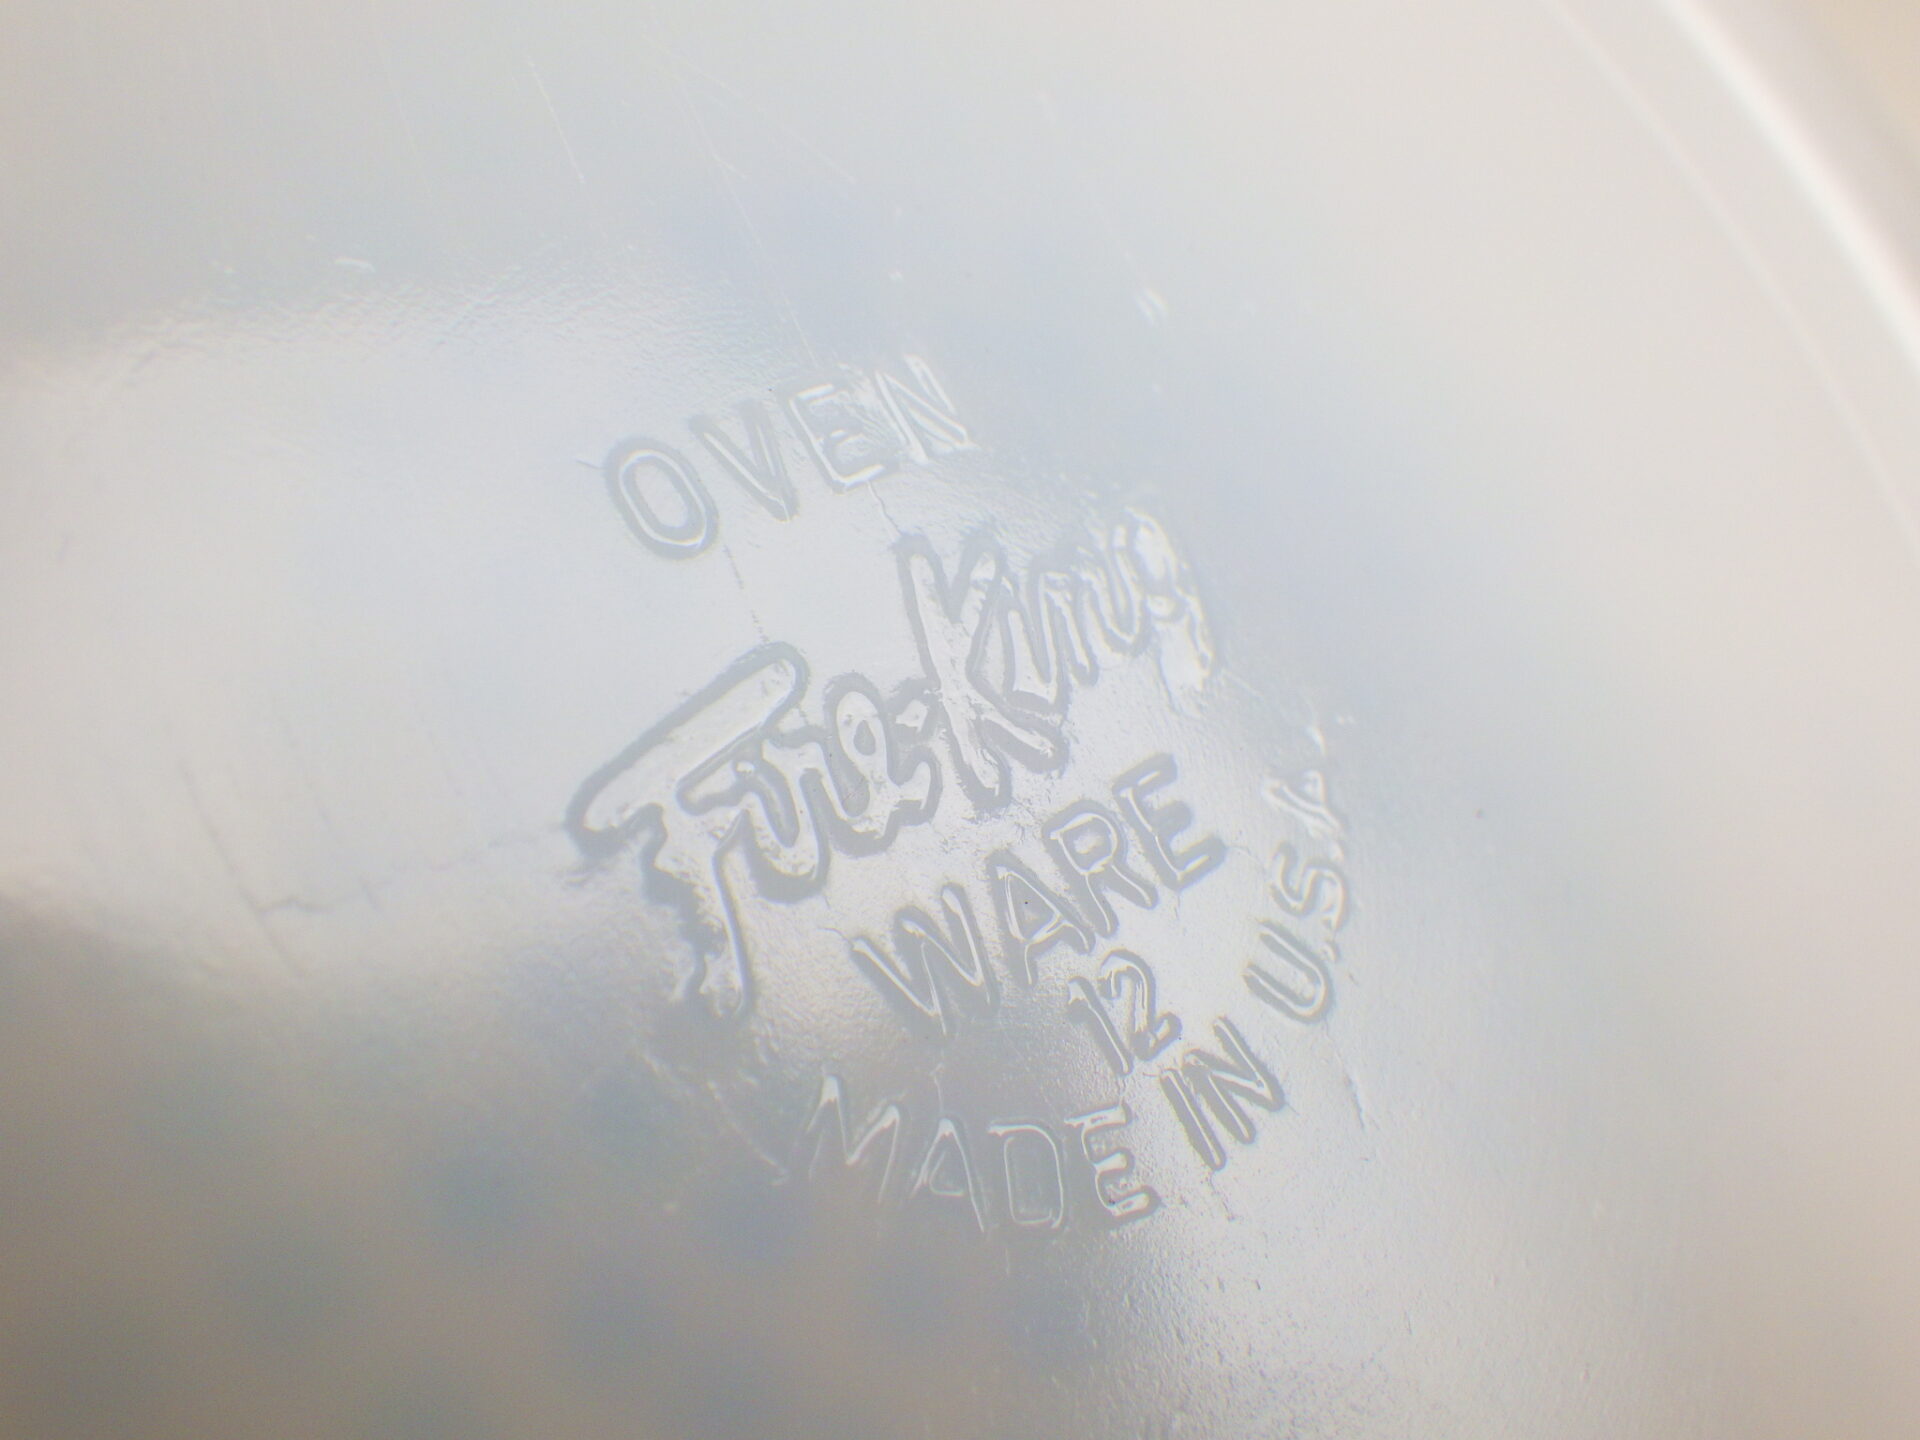 OVEN
Fire-King
WARE
12
MADE IN U.S.A